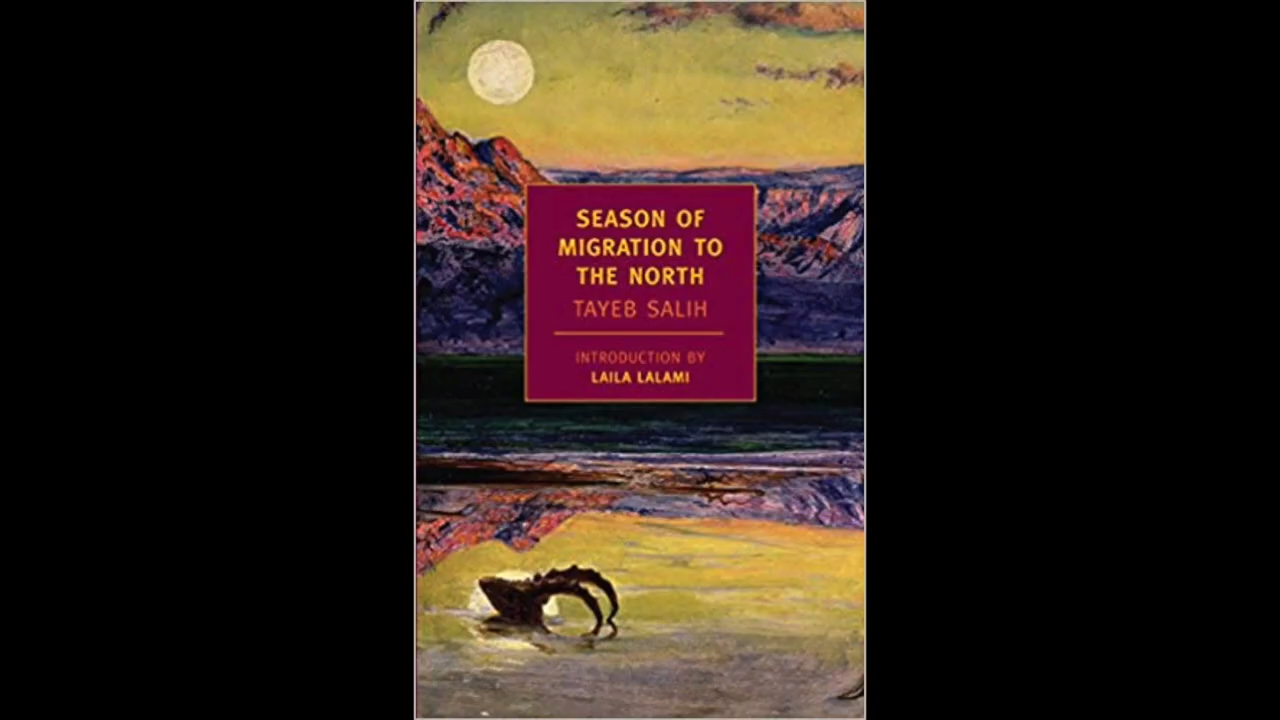 SEASON OF
MIGRATION TO
THE NORTH
TAYEB SALIH
INTRODUCTION BY
LAILA LALAMI